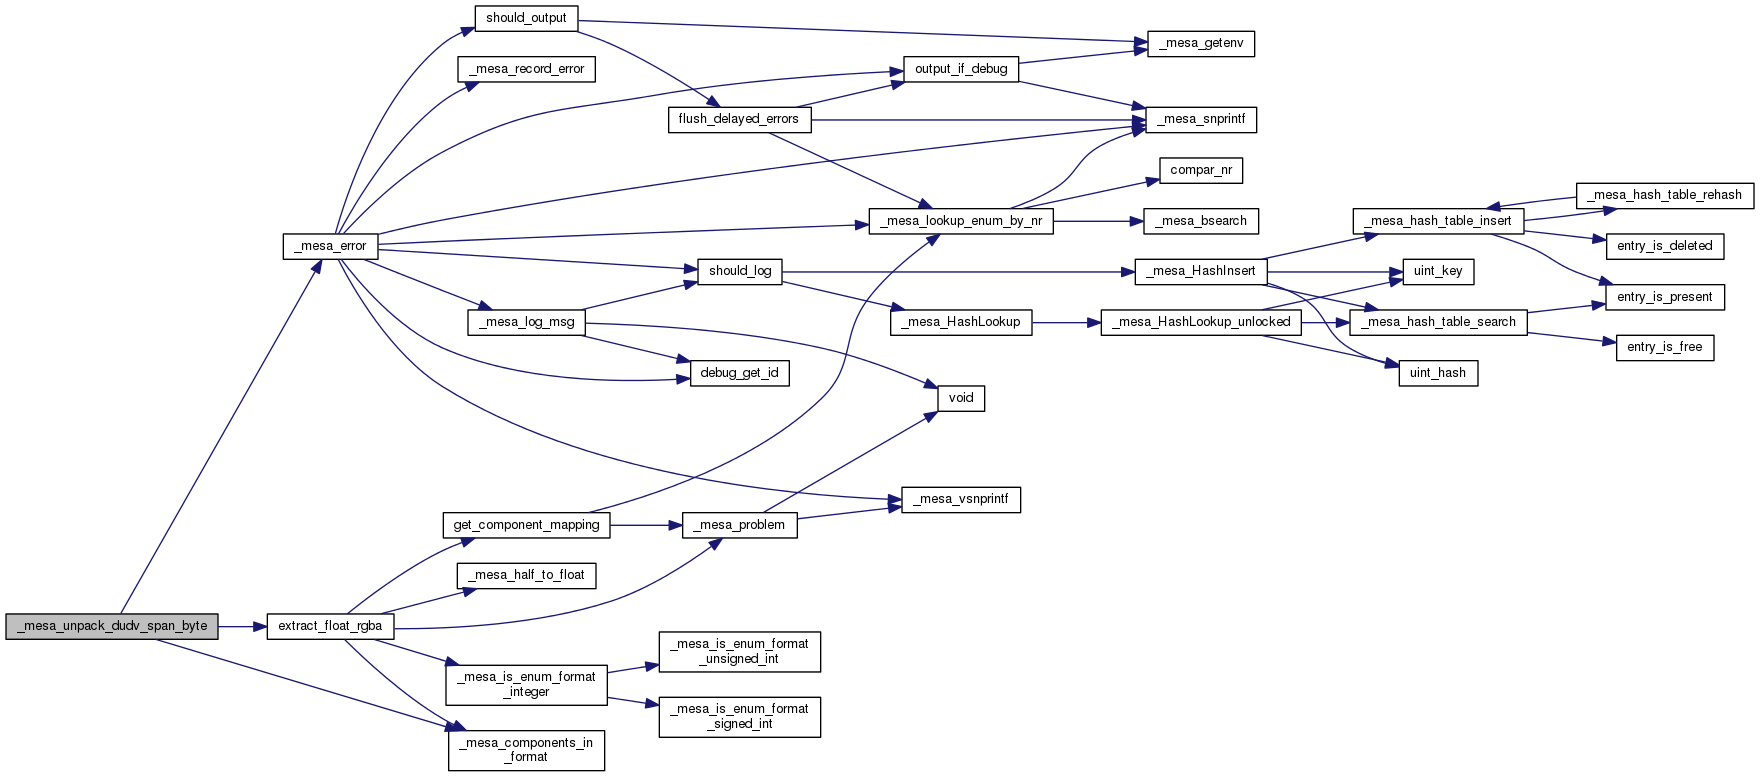 should_output
_mesa_getenv
_mesa_record_error
output_if_debug
flush_delayed_errors
_mesa_snprintf
compar_nr
_mesa_hash_table_rehash
_mesa_lookup_enum_by_nr
_mesa_bsearch
_mesa_hash_table_insert
_mesa_error
entry_is_deleted
should_log
_mesa_HashInsert
uint_key
entry_is_present
_mesa_log_msg
_mesa_HashLookup
_mesa_HashLookup_unlocked
_mesa_hash_table_search
entry_is_free
debug_get_id
uint_hash
void
_mesa_vsnprintf
get_component_mapping
_mesa_problem
_mesa_half_to_float
_mesa_unpack_dudv_span_byte
extract_float_rgba
_mesa_is_enum_format
_unsigned_int
_mesa_is_enum_format
_integer
_mesa_is_enum_format
_signed_int
_mesa_components_in
_format